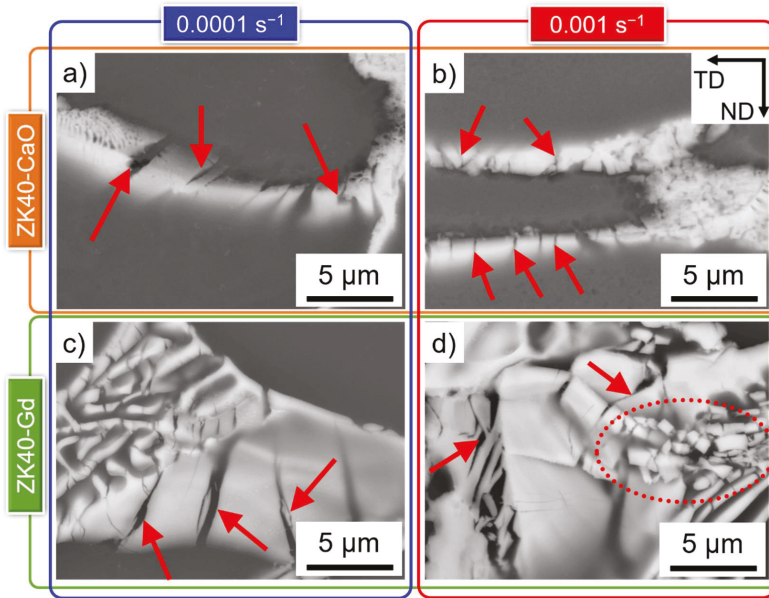 0.0001 s⁻¹
0.001 s⁻¹
ZK40-CaO
a)
5 µm
b)
TD
ND
5 µm
ZK40-Gd
c)
5 µm
d)
5 µm